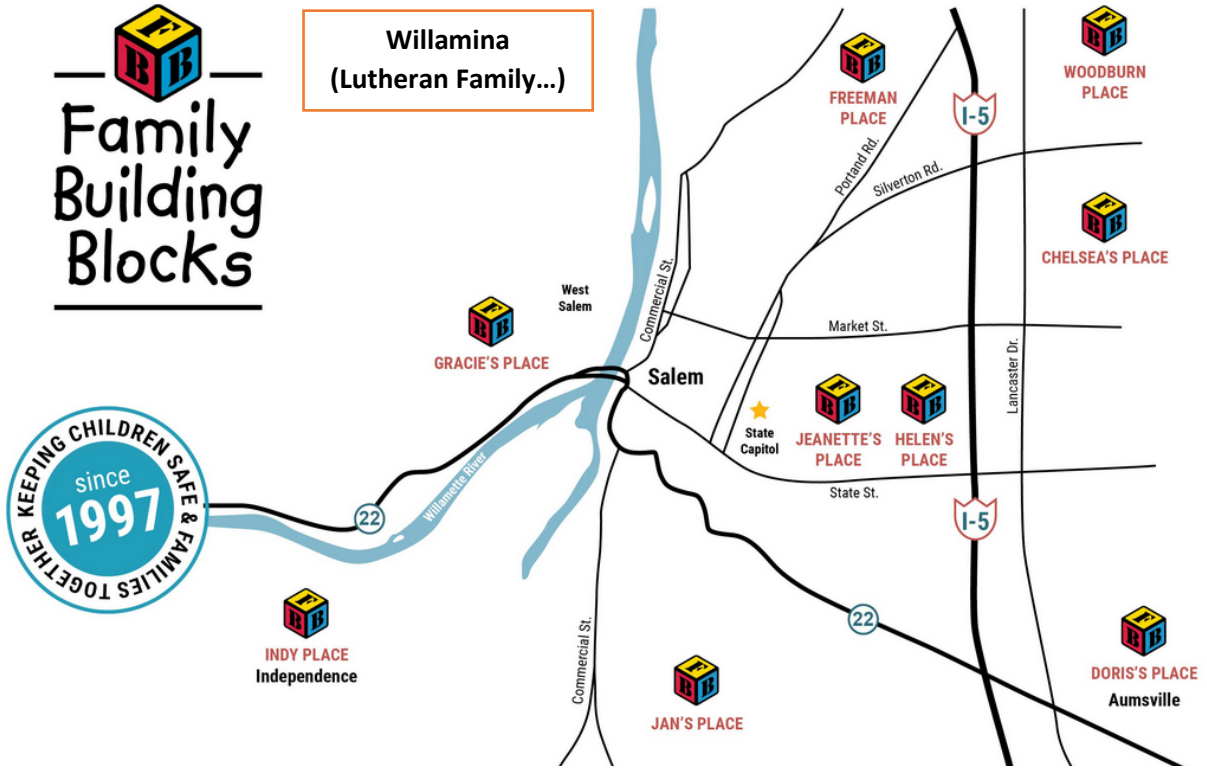 F
B B
Family
Building
Blocks
Willamina
(Lutheran Family...)
F
B B
FREEMAN
PLACE
F
B B
WOODBURN
PLACE
I-5
Portand Rd.
Silverton Rd.
F
B B
CHELSEA'S PLACE
West
Salem
Commercial St.
F
B B
GRACIE'S PLACE
Market St.
Lancaster Dr.
Salem
State
Capitol
F
B B
JEANETTE'S
PLACE
F
B B
HELEN'S
PLACE
State St.
KEEPING CHILDREN SAFE & FAMILIES TOGETHER
since
1997
22
Willamette River
I-5
F
B B
INDY PLACE
Independence
Commercial St.
22
F
B B
JAN'S PLACE
F
B B
DORIS'S PLACE
Aumsville